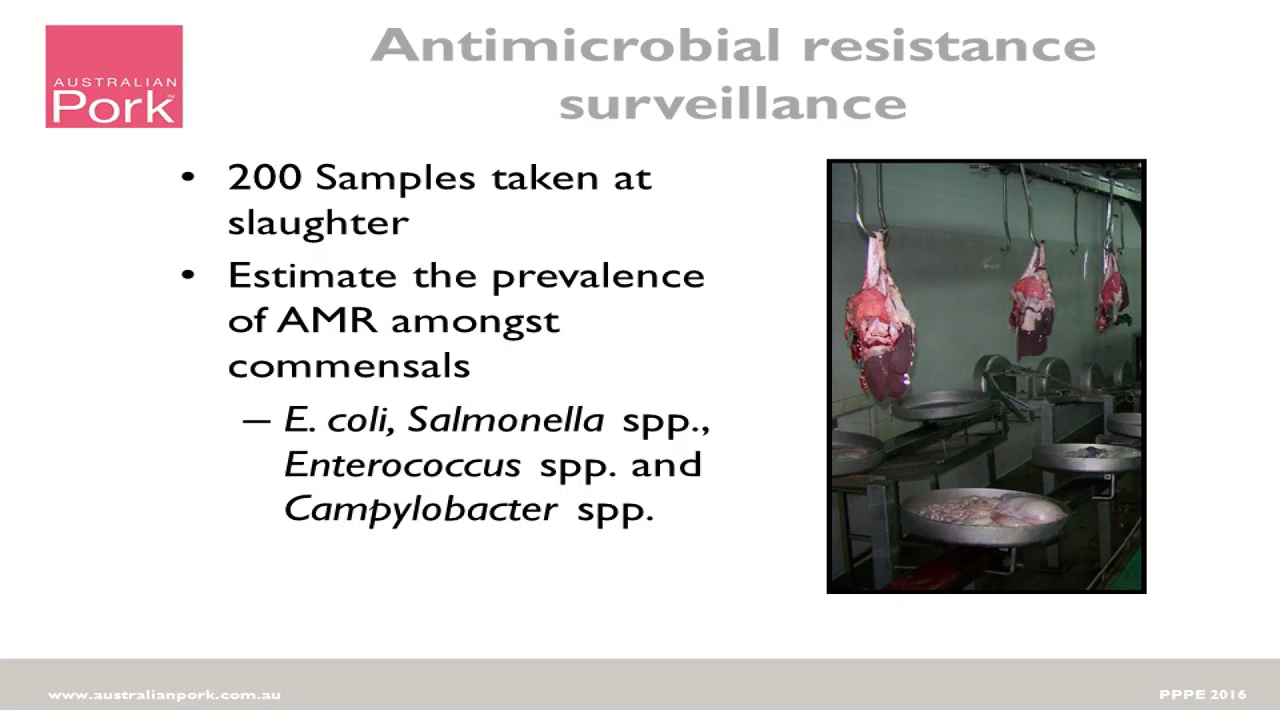 AUSTRALIAN
Pork™
Antimicrobial resistance
surveillance
• 200 Samples taken at
slaughter
• Estimate the prevalence
of AMR amongst
commensals
– E. coli, Salmonella spp.,
Enterococcus spp. and
Campylobacter spp.
www.australianpork.com.au
PPPE 2016